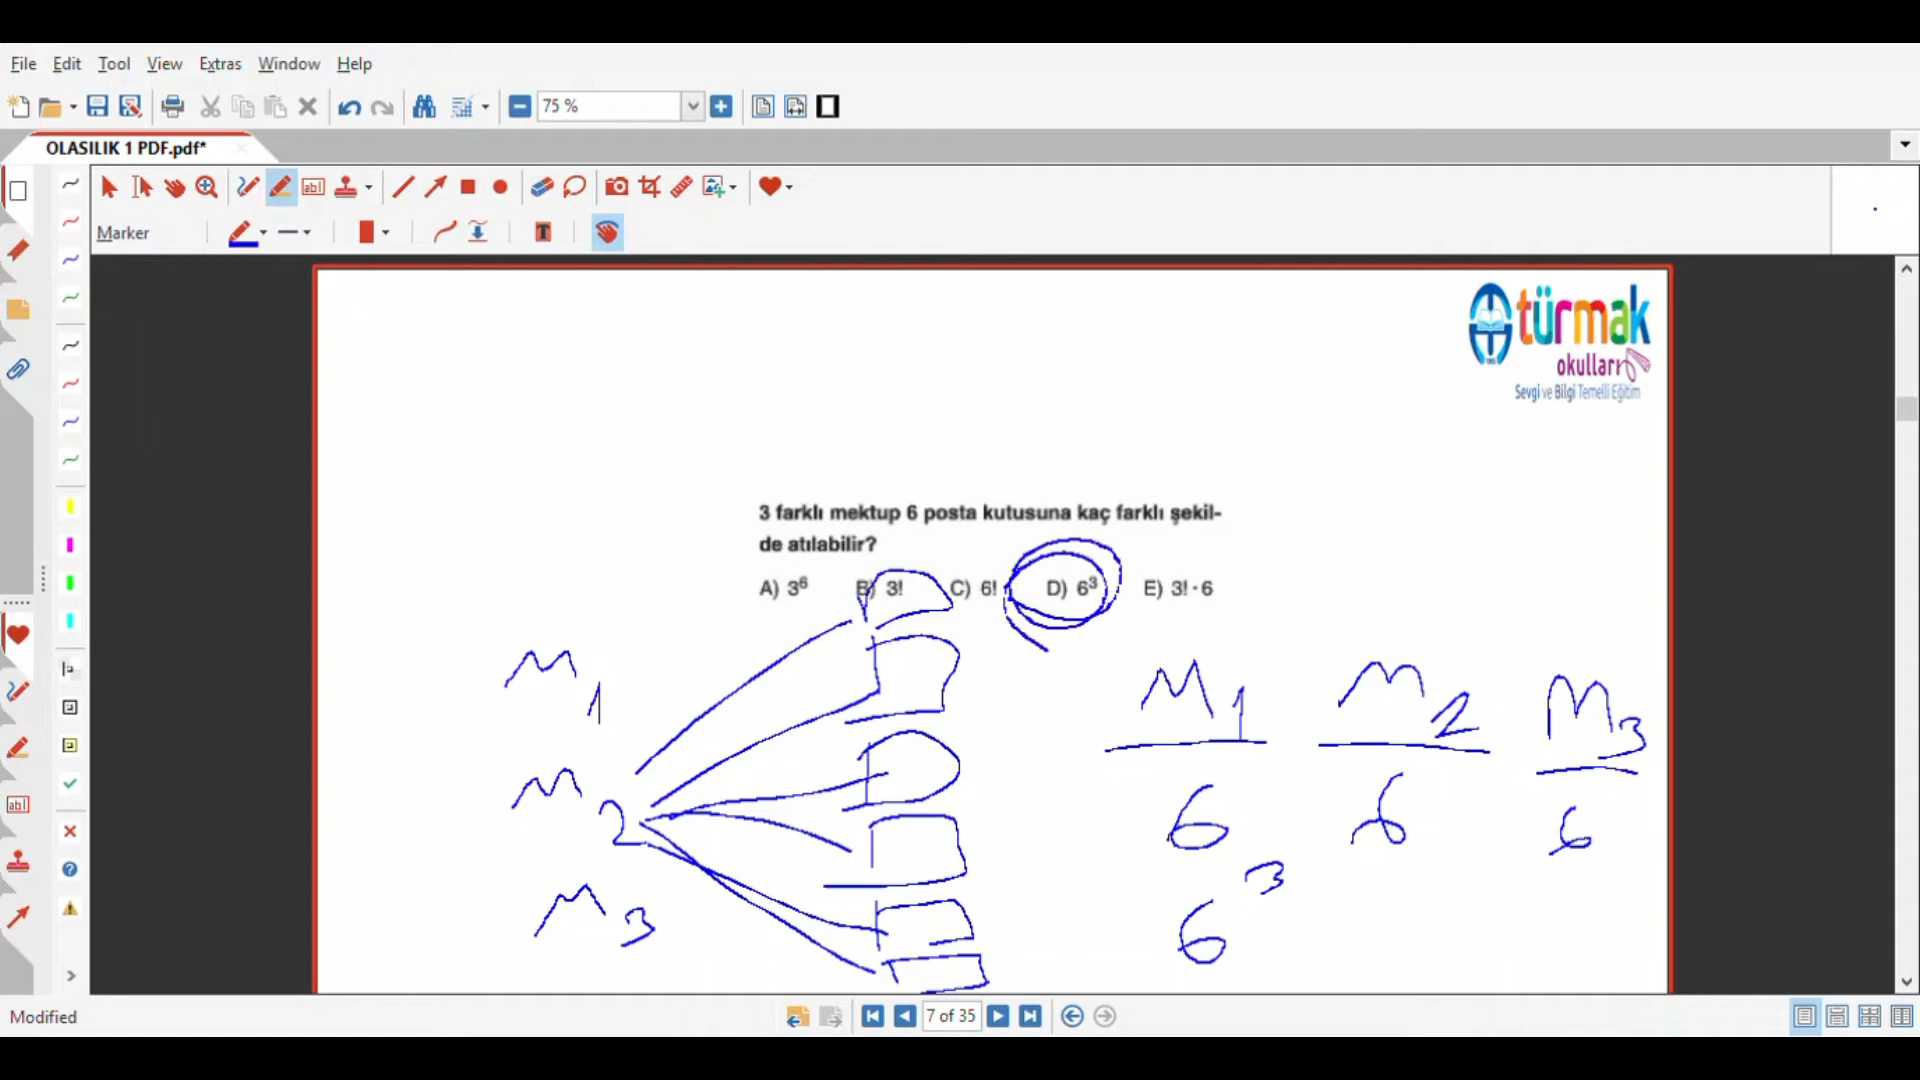 File Edit Tool View Extras Window Help
75 %
OLASILIK 1 PDF.pdf*
Marker
türmak
okulları
Sevgi ve Bilgi Temelli Eğitim
3 farklı mektup 6 posta kutusuna kaç farklı şekil-
de atılabilir?
A) 3⁶ B) 3! C) 6! D) 6³ E) 3! · 6
M1
M2
M3
M1 M2 M3
6 6 6
6³
Modified
7 of 35